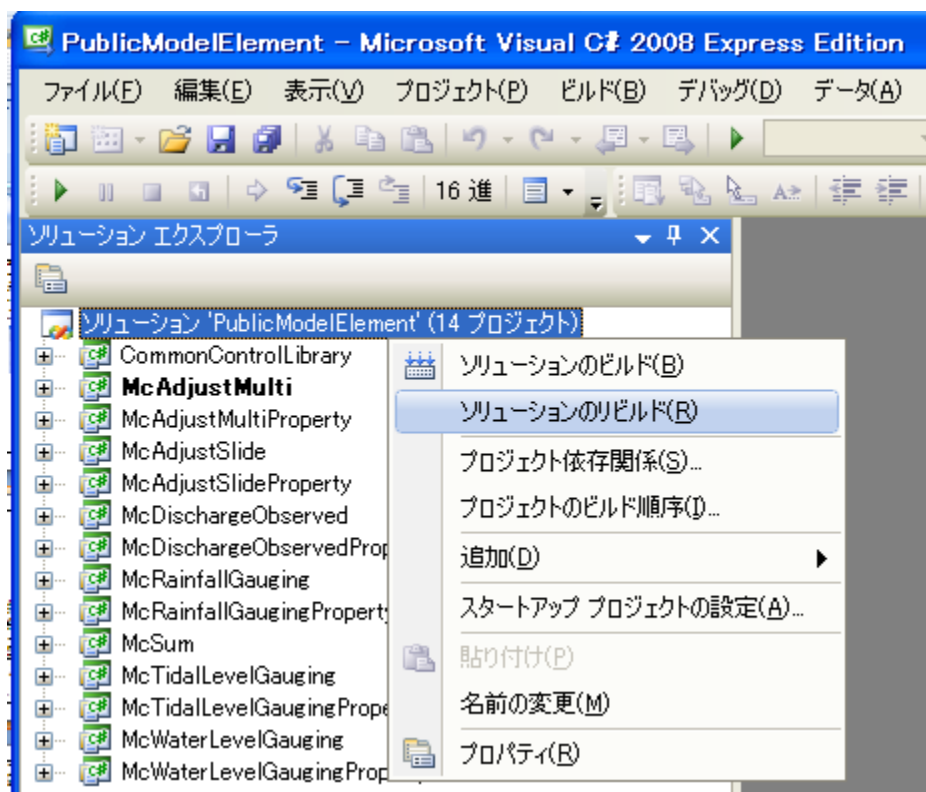 PublicModelElement - Microsoft Visual C# 2008 Express Edition
ファイル(F) 編集(E) 表示(V) プロジェクト(P) ビルド(B) デバッグ(D) データ(A)
16 進
ソリューション エクスプローラ
ソリューション 'PublicModelElement' (14 プロジェクト)
CommonControlLibrary
McAdjustMulti
McAdjustMultiProperty
McAdjustSlide
McAdjustSlideProperty
McDischargeObserved
McDischargeObservedProp
McRainfallGauging
McRainfallGaugingProperty
McSum
McTidalLevelGauging
McTidalLevelGaugingPrope
McWaterLevelGauging
McWaterLevelGaugingProp
ソリューションのビルド(B)
ソリューションのリビルド(R)
プロジェクト依存関係(S)...
プロジェクトのビルド順序(I)...
追加(D)
スタートアップ プロジェクトの設定(A)...
貼り付け(P)
名前の変更(M)
プロパティ(R)